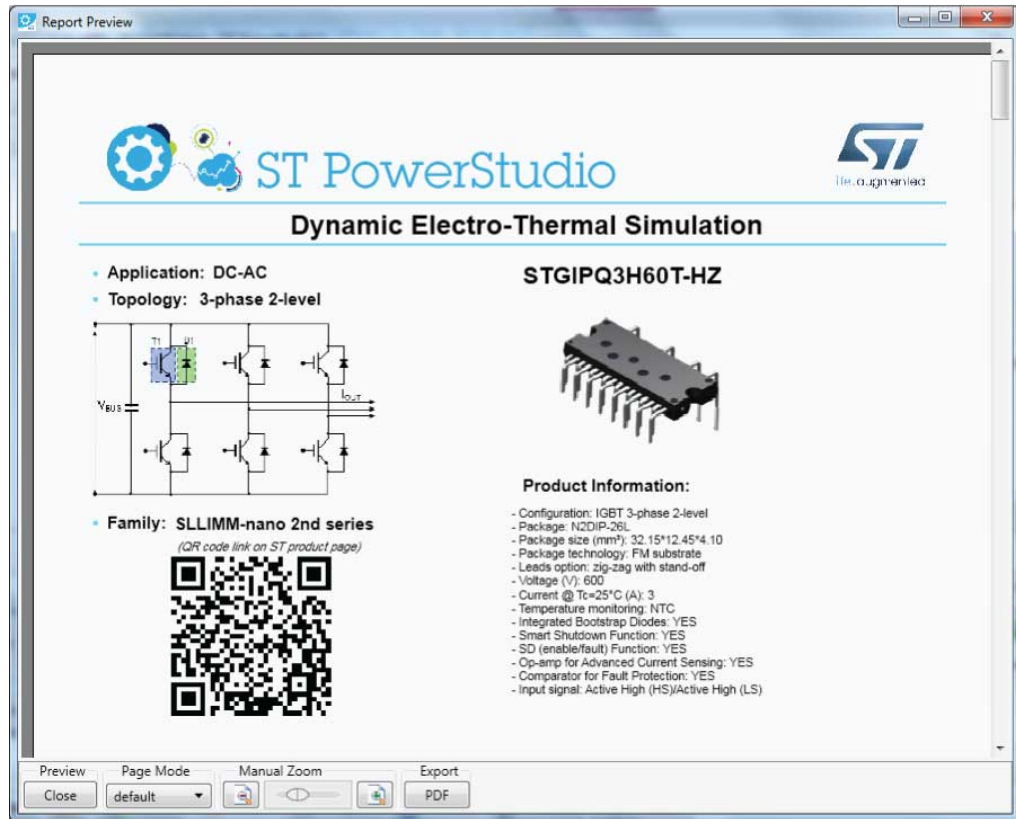 Report Preview
ST PowerStudio
ST
life.augmented
Dynamic Electro-Thermal Simulation
• Application: DC-AC
• Topology: 3-phase 2-level
T1 D1
VBUS
IOUT
• Family: SLLIMM-nano 2nd series
(QR code link on ST product page)
STGIPQ3H60T-HZ
Product Information:
- Configuration: IGBT 3-phase 2-level
- Package: N2DIP-26L
- Package size (mm³): 32.15*12.45*4.10
- Package technology: FM substrate
- Leads option: zig-zag with stand-off
- Voltage (V): 600
- Current @ Tc=25°C (A): 3
- Temperature monitoring: NTC
- Integrated Bootstrap Diodes: YES
- Smart Shutdown Function: YES
- SD (enable/fault) Function: YES
- Op-amp for Advanced Current Sensing: YES
- Comparator for Fault Protection: YES
- Input signal: Active High (HS)/Active High (LS)
Preview Page Mode Manual Zoom Export
Close default PDF